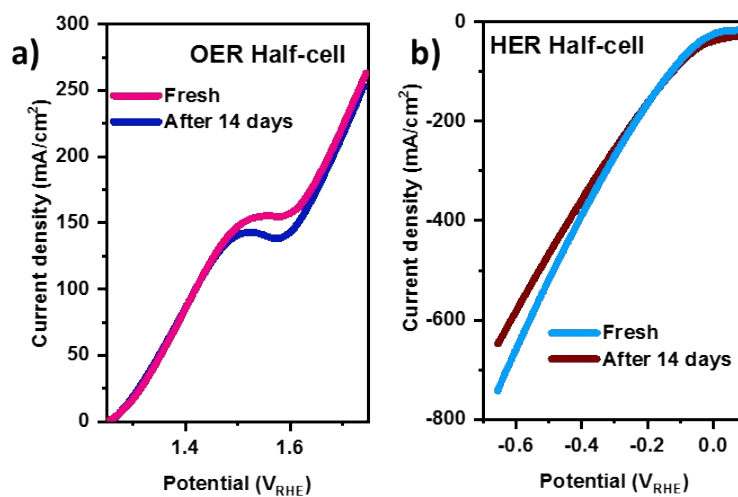 a)
OER Half-cell
Fresh
After 14 days
Current density (mA/cm²)
300
250
200
150
100
50
0
1.4
1.6
Potential (V_RHE)
b)
HER Half-cell
Fresh
After 14 days
Current density (mA/cm²)
0
-200
-400
-600
-800
-0.6
-0.4
-0.2
0.0
Potential (V_RHE)